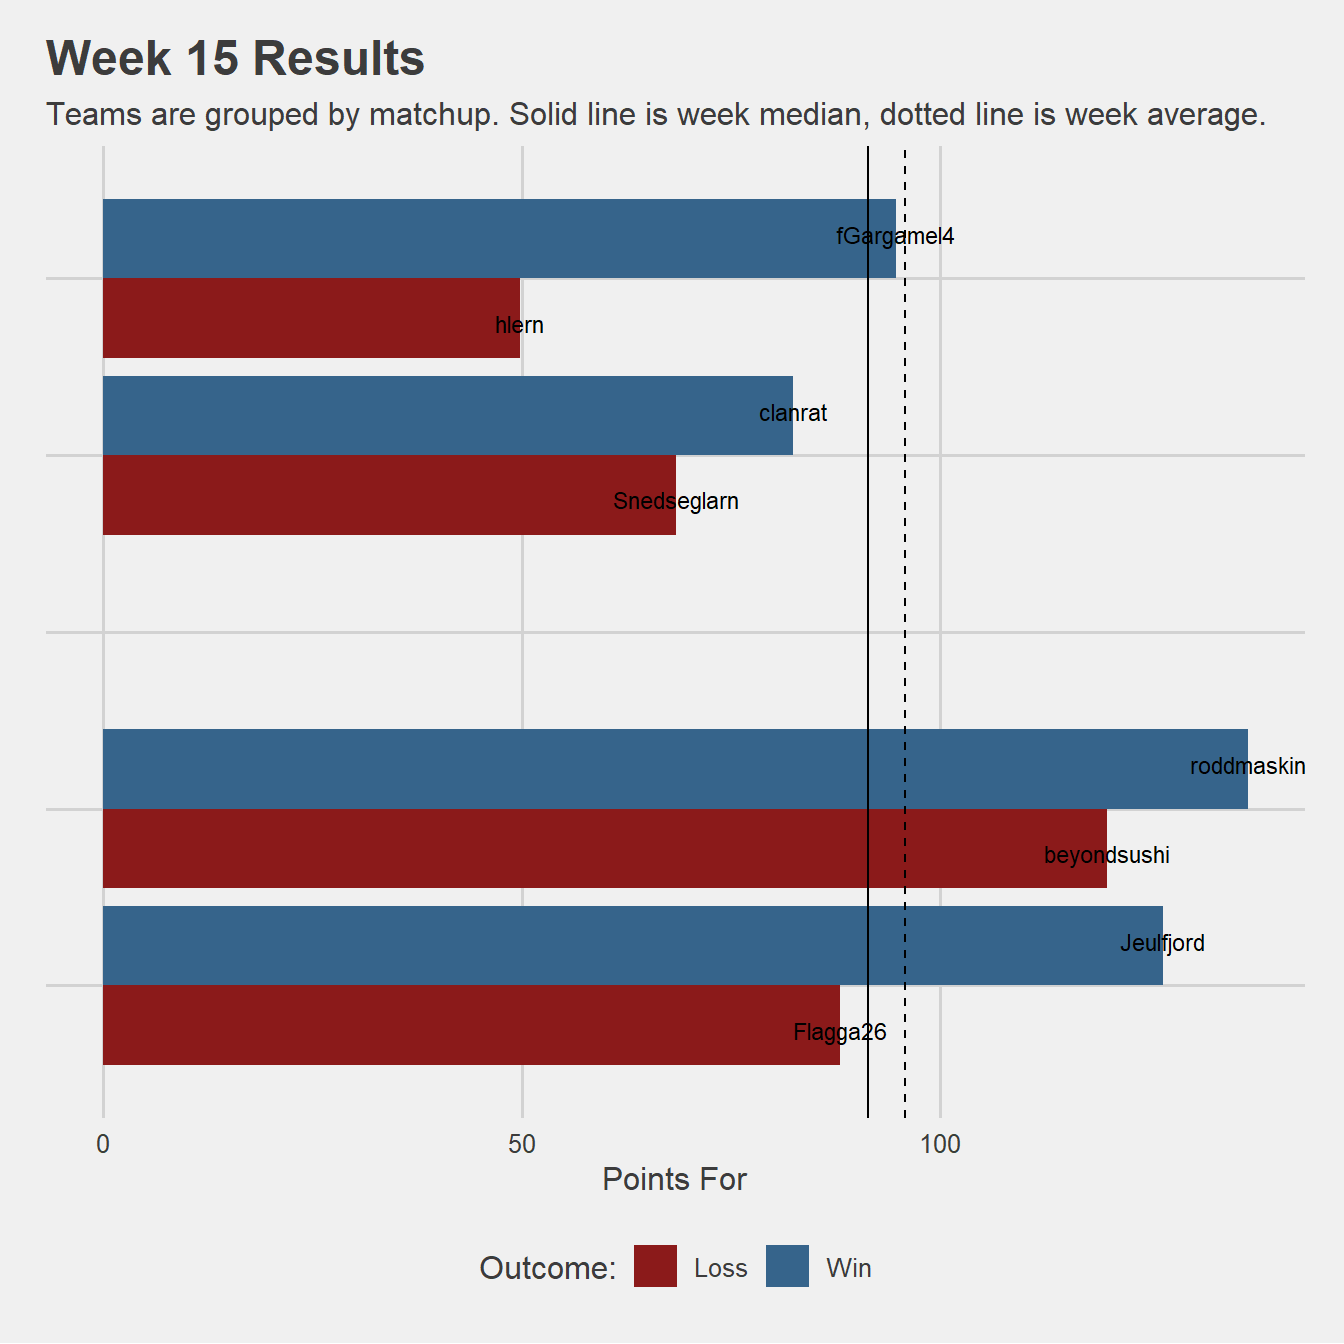 Week 15 Results
Teams are grouped by matchup. Solid line is week median, dotted line is week average.
fGargamel4
hlern
clanrat
Snedseglarn
roddmaskin
beyondsushi
Jeulfjord
Flagga26
0 50 100
Points For
Outcome: Loss Win